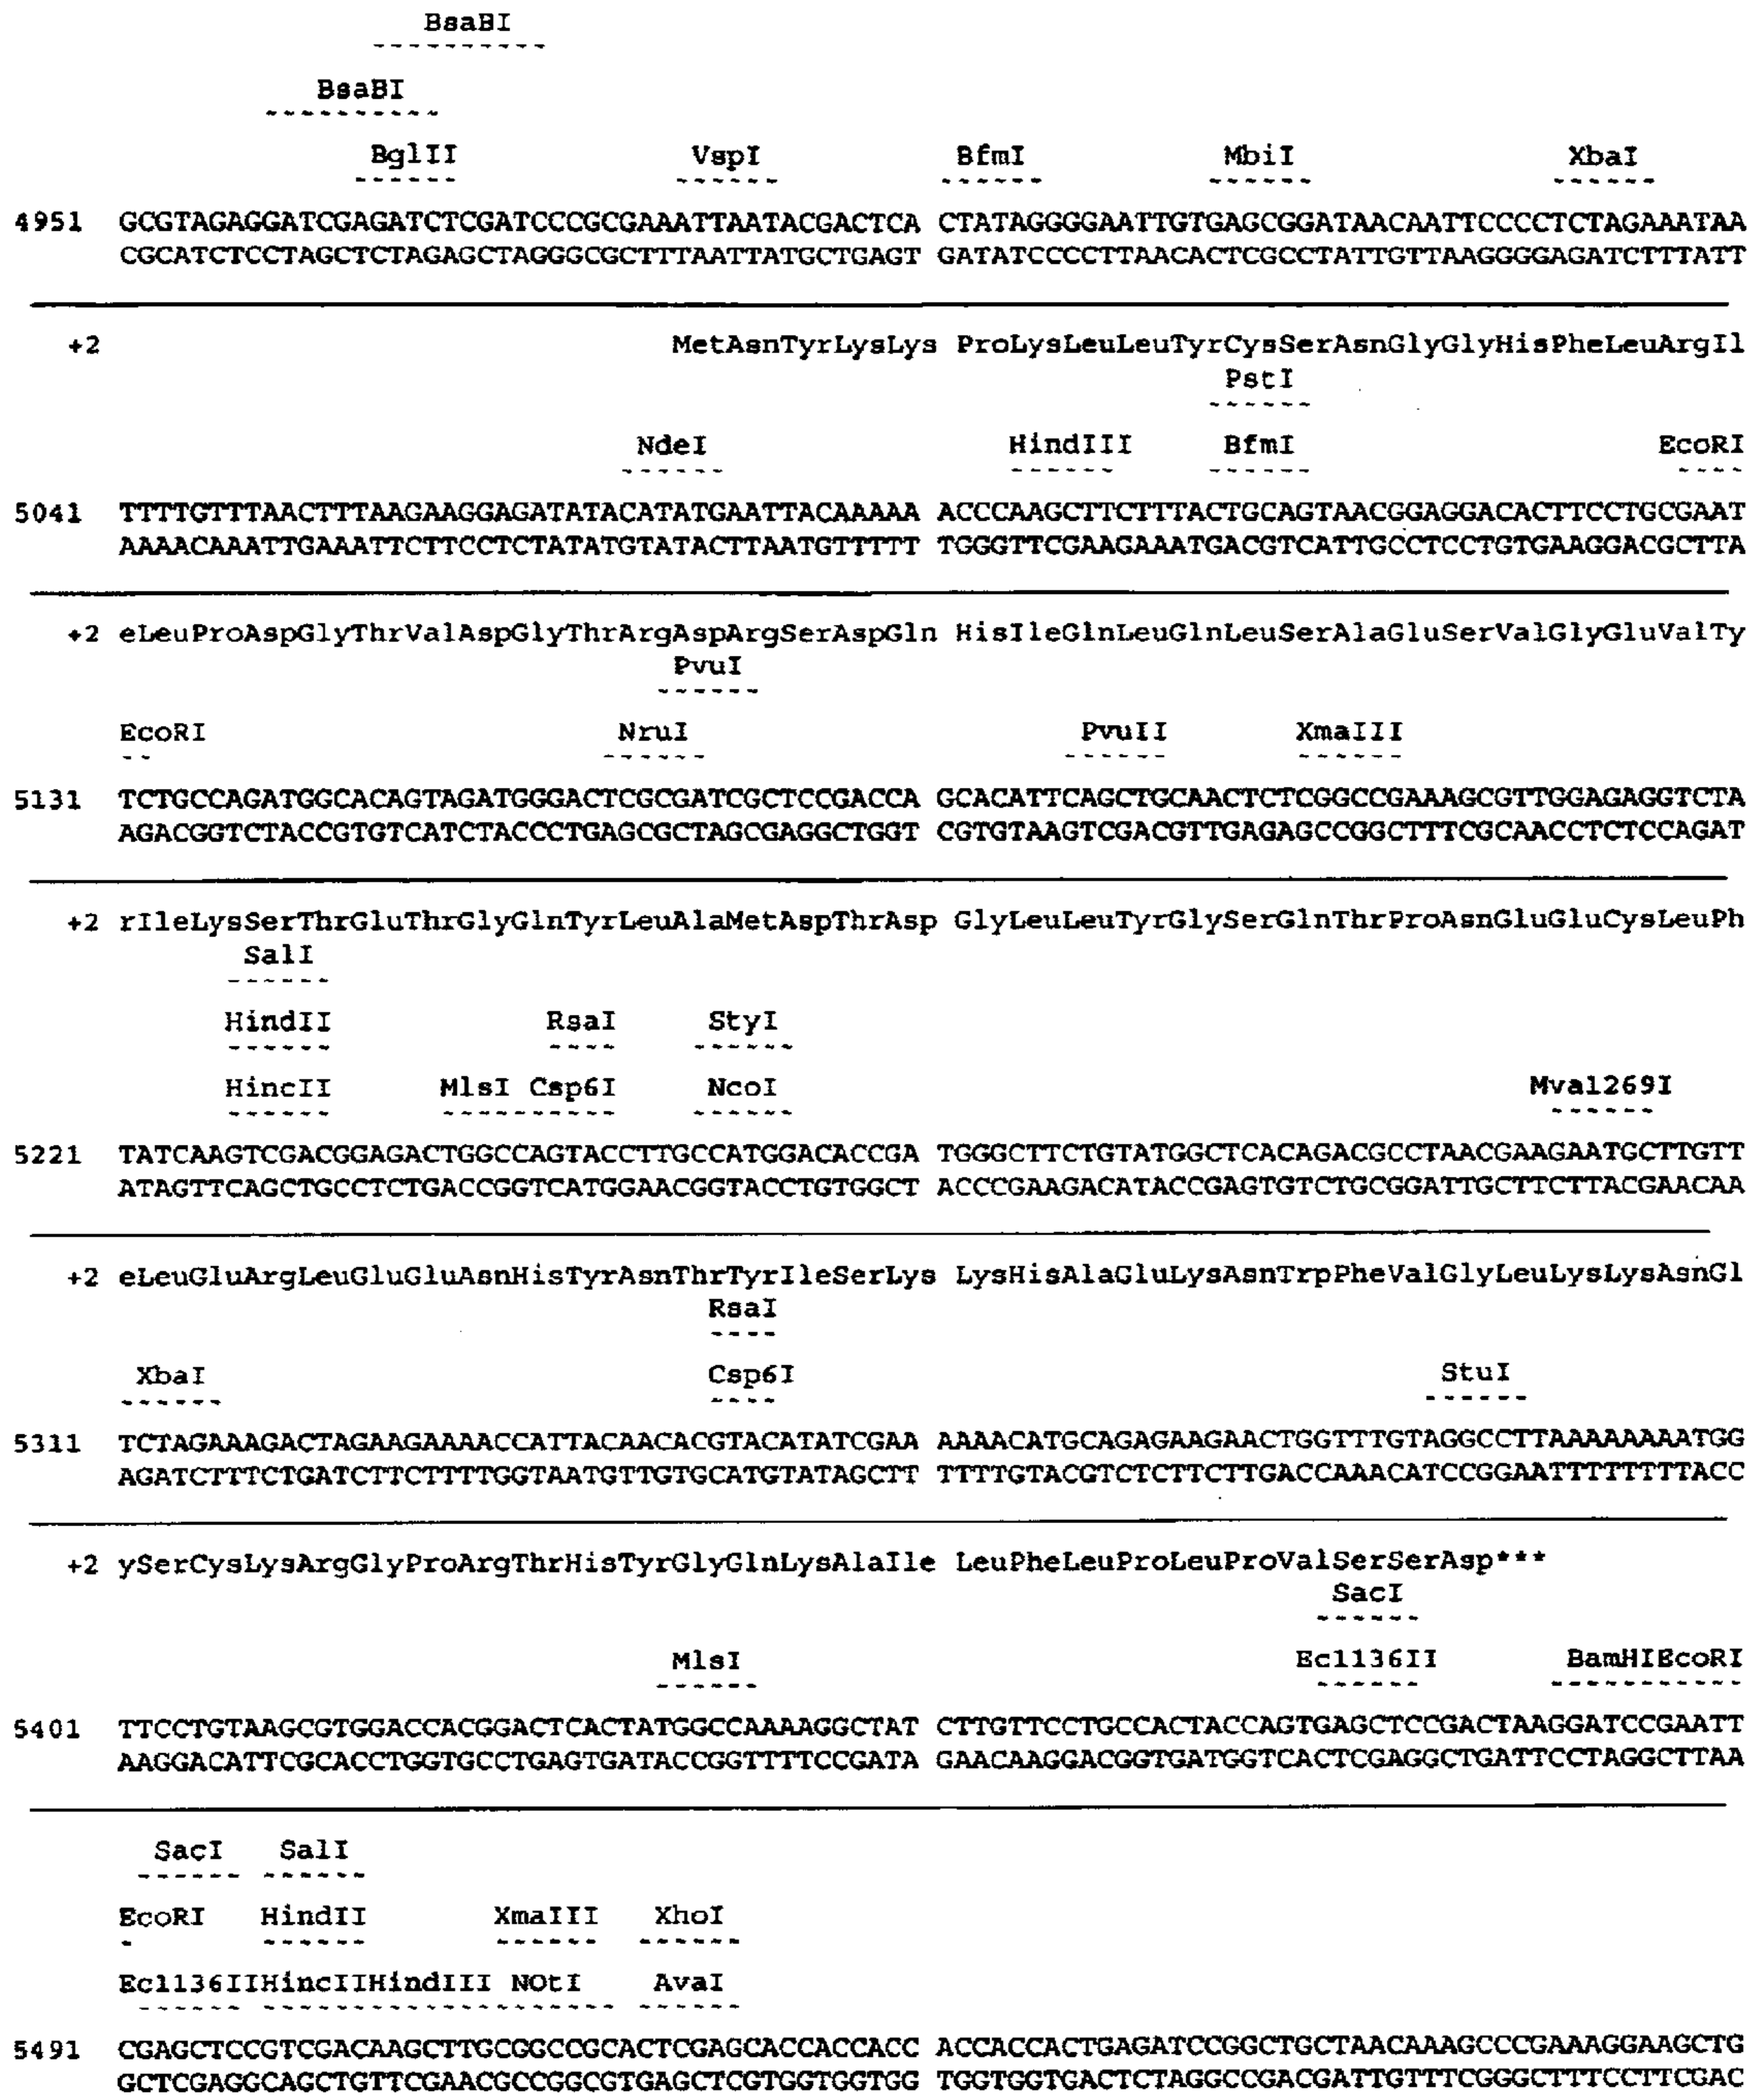 BsaBI
BsaBI
BglII VspI BfmI MbiI XbaI
4951 GCGTAGAGGATCGAGATCTCGATCCCGCGAAATTAATACGACTCA CTATAGGGGAATTGTGAGCGGATAACAATTCCCCTCTAGAAATAA
CGCATCTCCTAGCTCTAGAGCTAGGGCGCTTTAATTATGCTGAGT GATATCCCCTTAACACTCGCCTATTGTTAAGGGGAGATCTTTATT
+2 MetAsnTyrLysLys ProLysLeuLeuTyrCysSerAsnGlyGlyHisPheLeuArgIl
PstI
NdeI HindIII BfmI EcoRI
5041 TTTTGTTTAACTTTAAGAAGGAGATATACATATGAATTACAAAAA ACCCAAGCTTCTTTACTGCAGTAACGGAGGACACTTCCTGCGAAT
AAAACAAATTGAAATTCTTCCTCTATATGTATACTTAATGTTTTT TGGGTTCGAAGAAATGACGTCATTGCCTCCTGTGAAGGACGCTTA
+2 eLeuProAspGlyThrValAspGlyThrArgAspArgSerAspGln HisIleGlnLeuGlnLeuSerAlaGluSerValGlyGluValTy
PvuI
EcoRI NruI PvuII XmaIII
5131 TCTGCCAGATGGCACAGTAGATGGGACTCGCGATCGCTCCGACCA GCACATTCAGCTGCAACTCTCGGCCGAAAGCGTTGGAGAGGTCTA
AGACGGTCTACCGTGTCATCTACCCTGAGCGCTAGCGAGGCTGGT CGTGTAAGTCGACGTTGAGAGCCGGCTTTCGCAACCTCTCCAGAT
+2 rIleLysSerThrGluThrGlyGlnTyrLeuAlaMetAspThrAsp GlyLeuLeuTyrGlySerGlnThrProAsnGluGluCysLeuPh
SalI
HindII RsaI StyI
HincII MlsI Csp6I NcoI Mva1269I
5221 TATCAAGTCGACGGAGACTGGCCAGTACCTTGCCATGGACACCGA TGGGCTTCTGTATGGCTCACAGACGCCTAACGAAGAATGCTTGTT
ATAGTTCAGCTGCCTCTGACCGGTCATGGAACGGTACCTGTGGCT ACCCGAAGACATACCGAGTGTCTGCGGATTGCTTCTTACGAACAA
+2 eLeuGluArgLeuGluGluAsnHisTyrAsnThrTyrIleSerLys LysHisAlaGluLysAsnTrpPheValGlyLeuLysLysAsnGl
RsaI
XbaI Csp6I StuI
5311 TCTAGAAAGACTAGAAGAAAACCATTACAACACGTACATATCGAA AAAACATGCAGAGAAGAACTGGTTTGTAGGCCTTAAAAAAAATGG
AGATCTTTCTGATCTTCTTTTGGTAATGTTGTGCATGTATAGCTT TTTTGTACGTCTCTTCTTGACCAAACATCCGGAATTTTTTTTACC
+2 ySerCysLysArgGlyProArgThrHisTyrGlyGlnLysAlaIle LeuPheLeuProLeuProValSerSerAsp***
SacI
MlsI Ecl136II BamHIEcoRI
5401 TTCCTGTAAGCGTGGACCACGGACTCACTATGGCCAAAAGGCTAT CTTGTTCCTGCCACTACCAGTGAGCTCCGACTAAGGATCCGAATT
AAGGACATTCGCACCTGGTGCCTGAGTGATACCGGTTTTCCGATA GAACAAGGACGGTGATGGTCACTCGAGGCTGATTCCTAGGCTTAA
SacI SalI
EcoRI HindII XmaIII XhoI
Ecl136IIHincIIHindIII NOtI AvaI
5491 CGAGCTCCGTCGACAAGCTTGCGGCCGCACTCGAGCACCACCACC ACCACCACTGAGATCCGGCTGCTAACAAAGCCCGAAAGGAAGCTG
GCTCGAGGCAGCTGTTCGAACGCCGGCGTGAGCTCGTGGTGGTGG TGGTGGTGACTCTAGGCCGACGATTGTTTCGGGCTTTCCTTCGAC